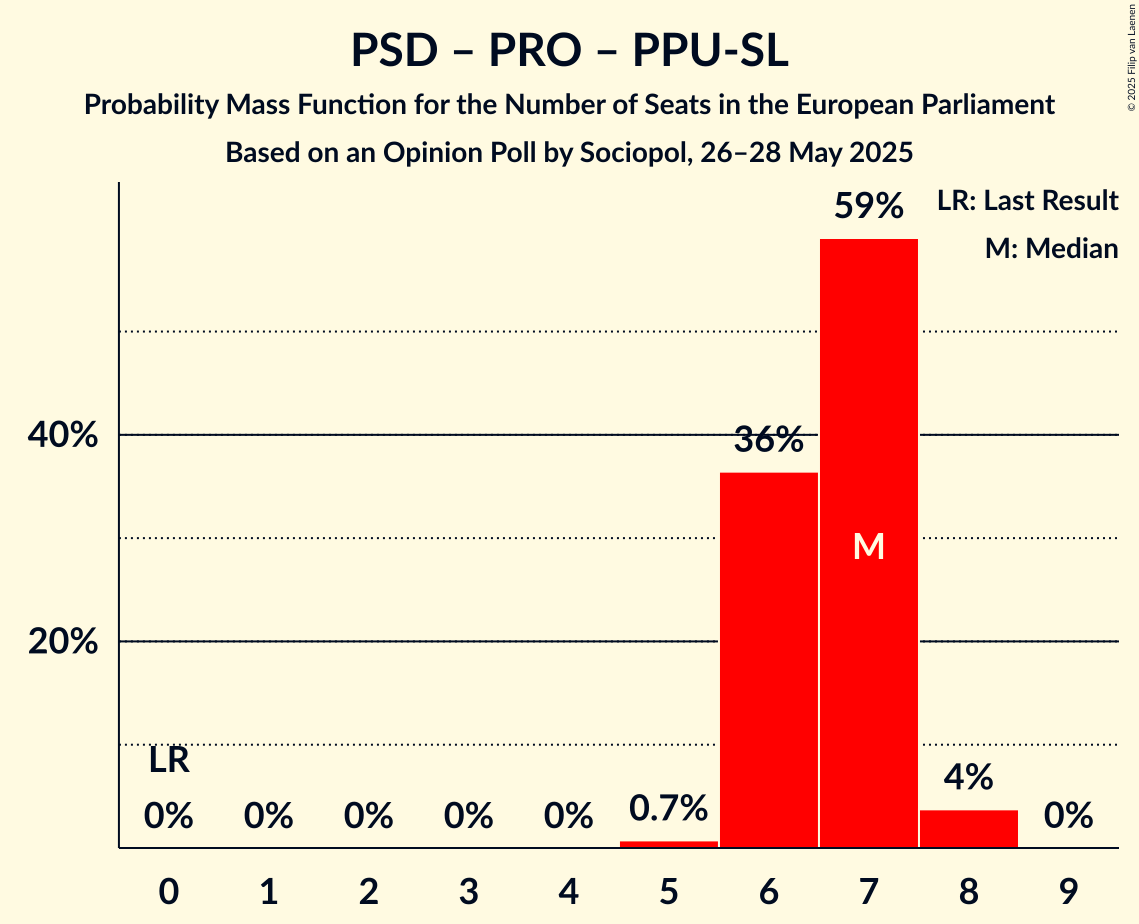 PSD – PRO – PPU-SL
Probability Mass Function for the Number of Seats in the European Parliament
Based on an Opinion Poll by Sociopol, 26–28 May 2025
© 2025 Filip van Laenen
LR: Last Result
M: Median
59%
40%
36%
M
20%
LR
0% 0% 0% 0% 0% 0.7% 4% 0%
0 1 2 3 4 5 6 7 8 9